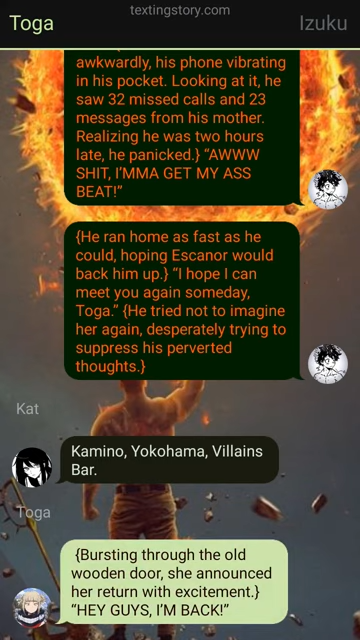 textingstory.com
Toga
Izuku
awkwardly, his phone vibrating
in his pocket. Looking at it, he
saw 32 missed calls and 23
messages from his mother.
Realizing he was two hours
late, he panicked.} “AWWW
SHIT, I’MMA GET MY ASS
BEAT!”
{He ran home as fast as he
could, hoping Escanor would
back him up.} “I hope I can
meet you again someday,
Toga.” {He tried not to imagine
her again, desperately trying to
suppress his perverted
thoughts.}
Kat
Kamino, Yokohama, Villains
Bar.
Toga
{Bursting through the old
wooden door, she announced
her return with excitement.}
“HEY GUYS, I’M BACK!”